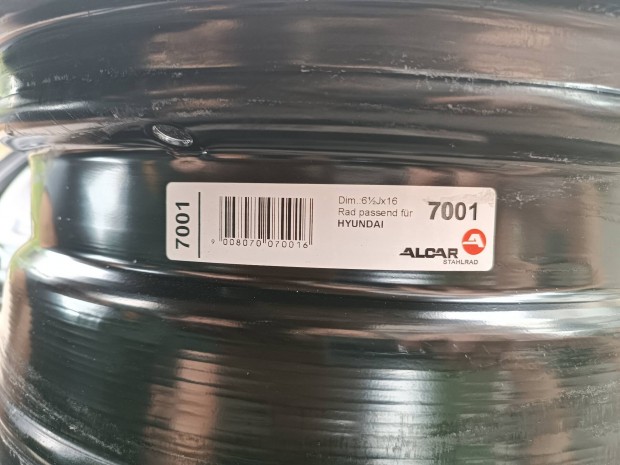 7001
9 008070 070016
Dim.:6½Jx16
Rad passend für
HYUNDAI
7001
ALCAR
STAHLRAD